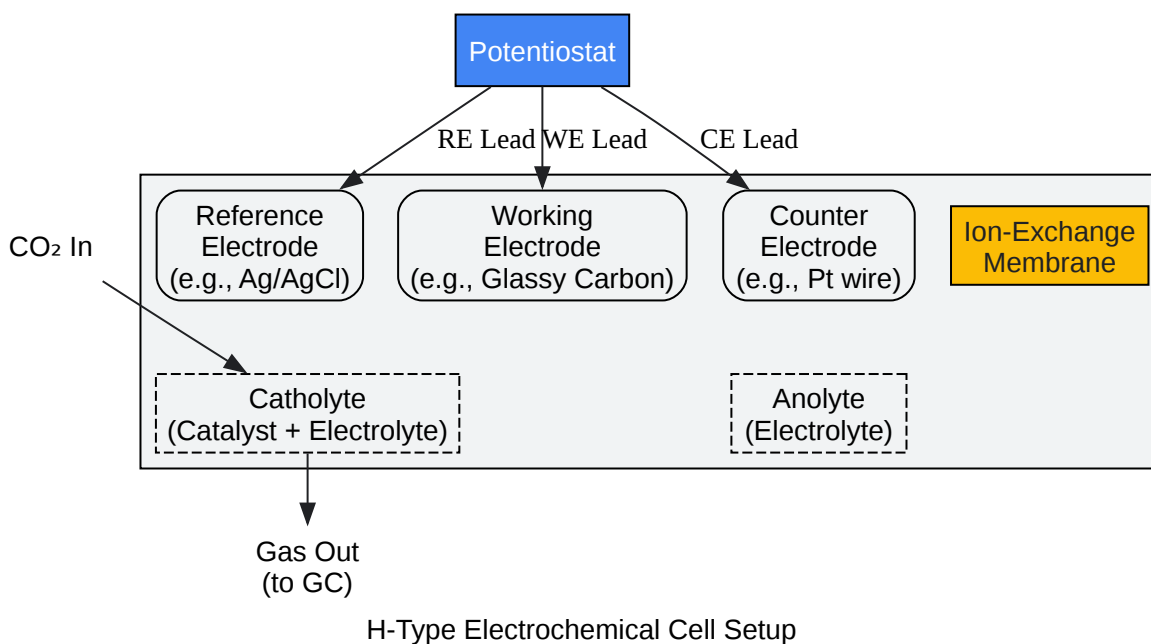 Potentiostat
RE Lead
WE Lead
CE Lead
CO₂ In
Reference
Electrode
(e.g., Ag/AgCl)
Working
Electrode
(e.g., Glassy Carbon)
Counter
Electrode
(e.g., Pt wire)
Ion-Exchange
Membrane
Catholyte
(Catalyst + Electrolyte)
Anolyte
(Electrolyte)
Gas Out
(to GC)
H-Type Electrochemical Cell Setup